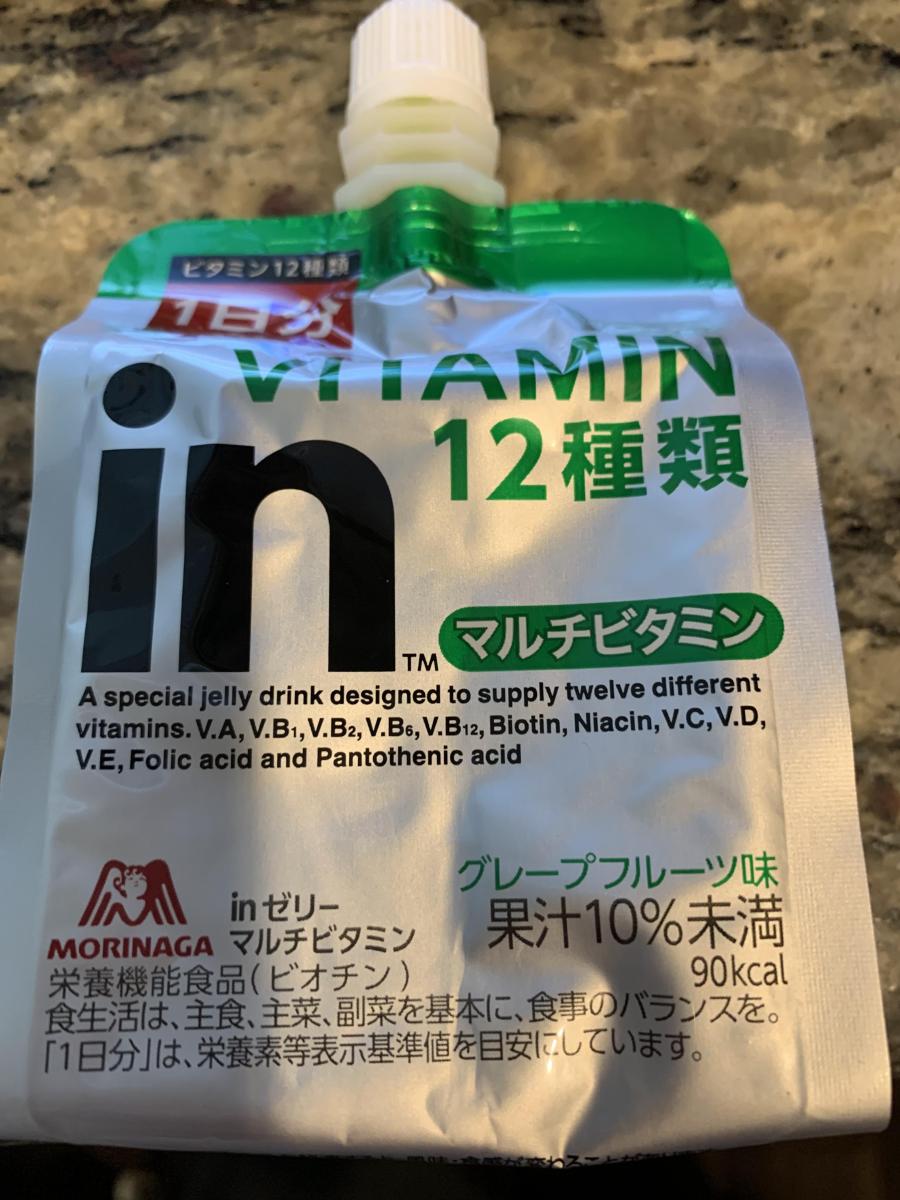 ビタミン12種類
1日分
VITAMIN
12種類
in
TM
マルチビタミン
A special jelly drink designed to supply twelve different
vitamins. V.A, V.B₁, V.B₂, V.B₆, V.B₁₂, Biotin, Niacin, V.C, V.D,
V.E, Folic acid and Pantothenic acid
グレープフルーツ味
果汁10%未満
90kcal
MORINAGA
inゼリー
マルチビタミン
栄養機能食品(ビオチン)
食生活は、主食、主菜、副菜を基本に、食事のバランスを。
「1日分」は、栄養素等表示基準値を目安にしています。